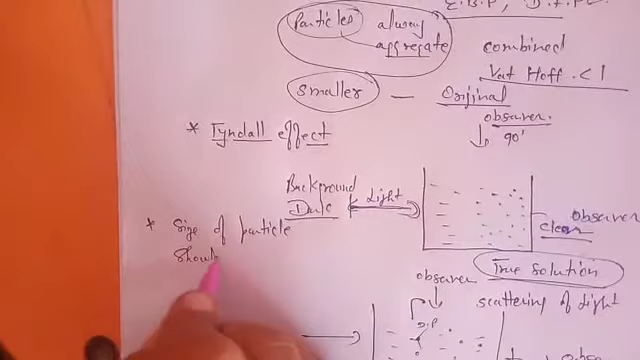 E.B.P, D.F.P
Particles always
aggregate
combined
Vat Hoff < 1
smaller — Original
observer
90°
* Tyndall effect
Background
Dark
Light
observer
clear
True solution
* Size of particle
Shoul
observer
scattering of light
D.P